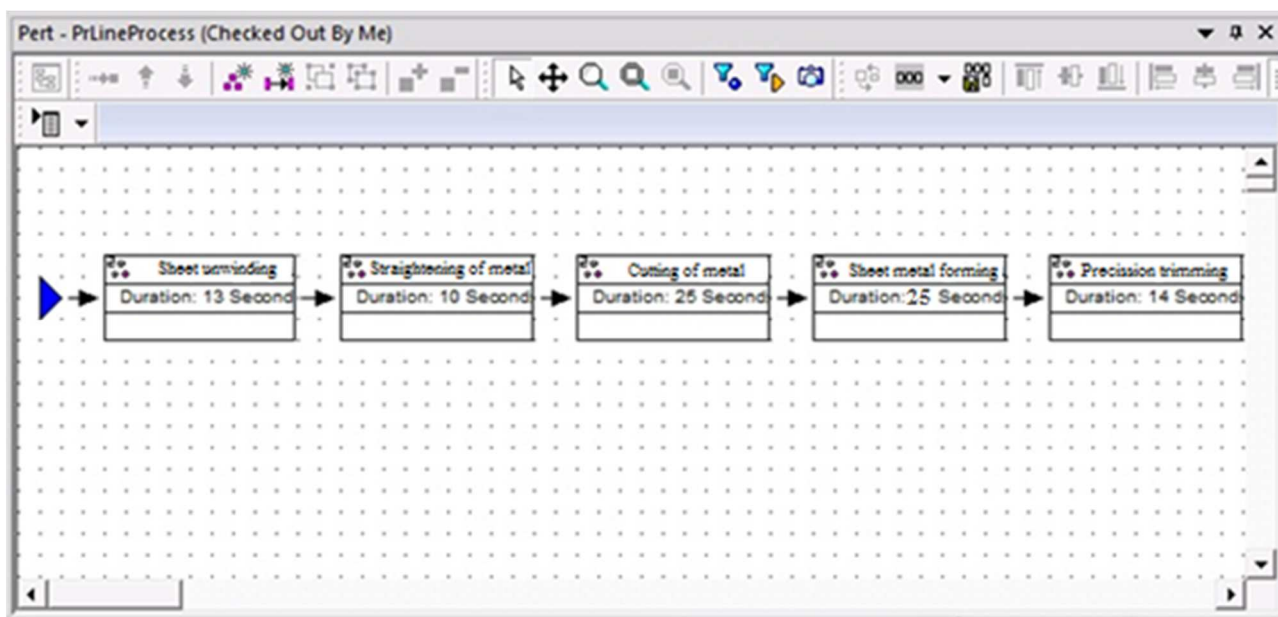 Pert - PrLineProcess (Checked Out By Me)
Sheet unwinding
Duration: 13 Second
Straightening of metal
Duration: 10 Second
Cutting of metal
Duration: 25 Second
Sheet metal forming
Duration: 25 Second
Precission trimming
Duration: 14 Second